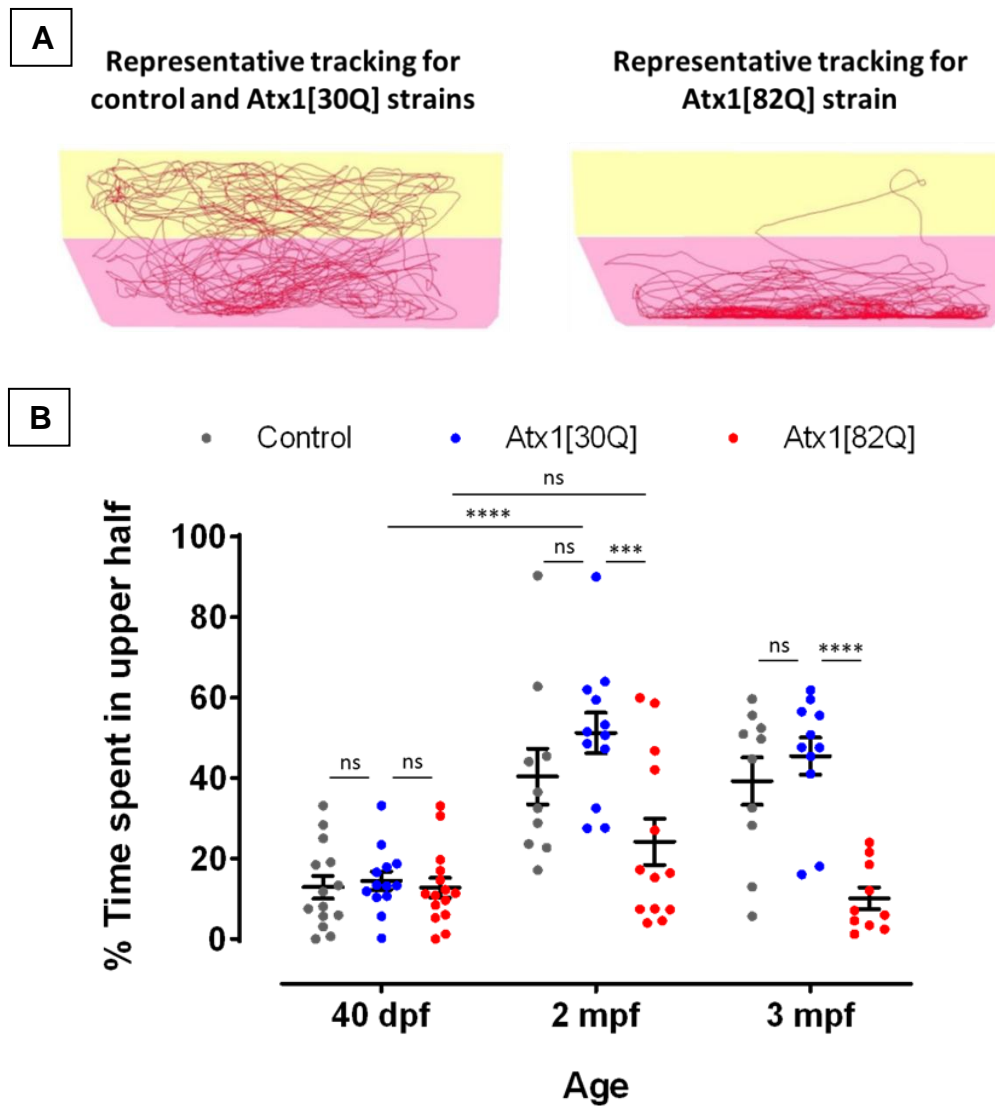 A
Representative tracking for
control and Atx1[30Q] strains
Representative tracking for
Atx1[82Q] strain
B
Control
Atx1[30Q]
Atx1[82Q]
ns
****
ns
***
ns
****
ns
ns
% Time spent in upper half
100
80
60
40
20
0
40 dpf
2 mpf
3 mpf
Age